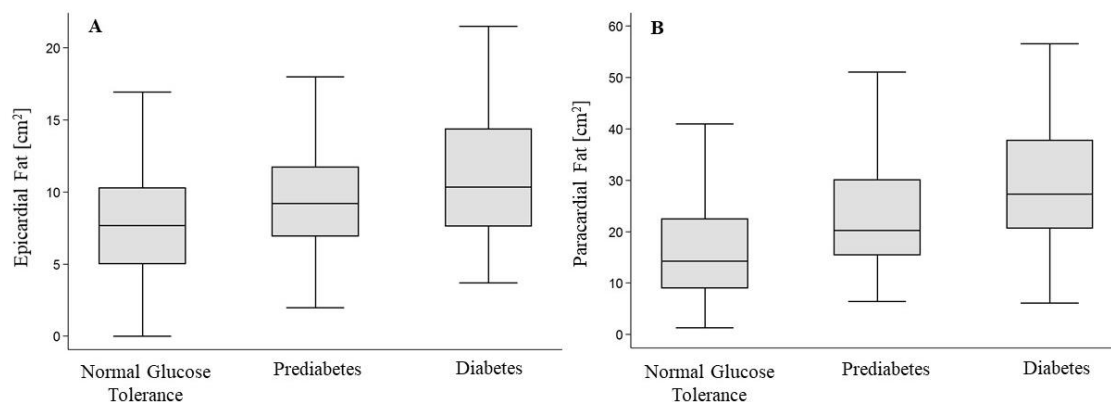 A
20
15
10
5
0
Epicardial Fat [cm²]
Normal Glucose
Tolerance
Prediabetes
Diabetes
B
60
50
40
30
20
10
0
Paracardial Fat [cm²]
Normal Glucose
Tolerance
Prediabetes
Diabetes